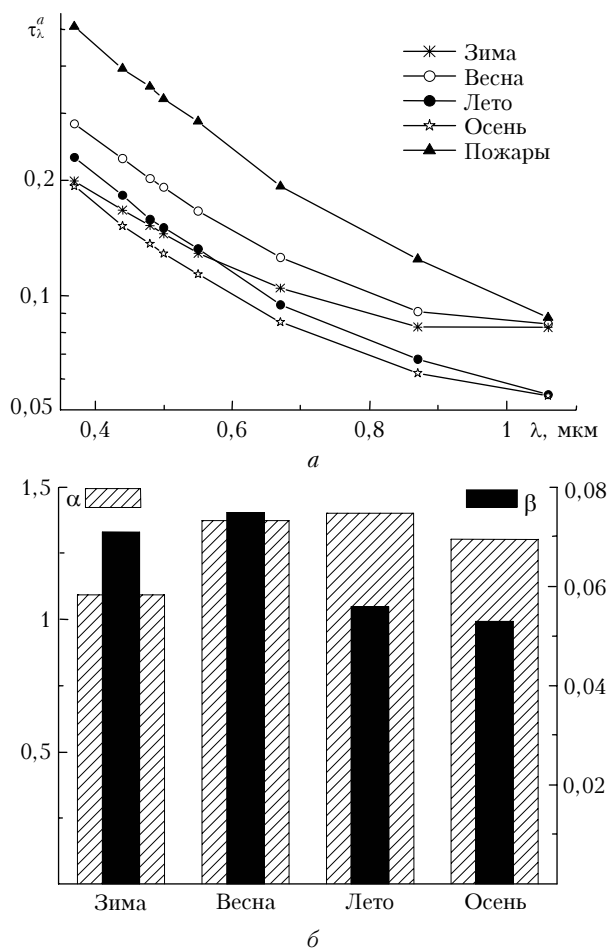 τ_λ^a
Зима
Весна
Лето
Осень
Пожары
0.2
0.1
0,05
0,4 0,6 0,8 1 λ, мкм
а
1,5 α β 0,08
0,06
1
0,04
0,5
0,02
Зима Весна Лето Осень
б